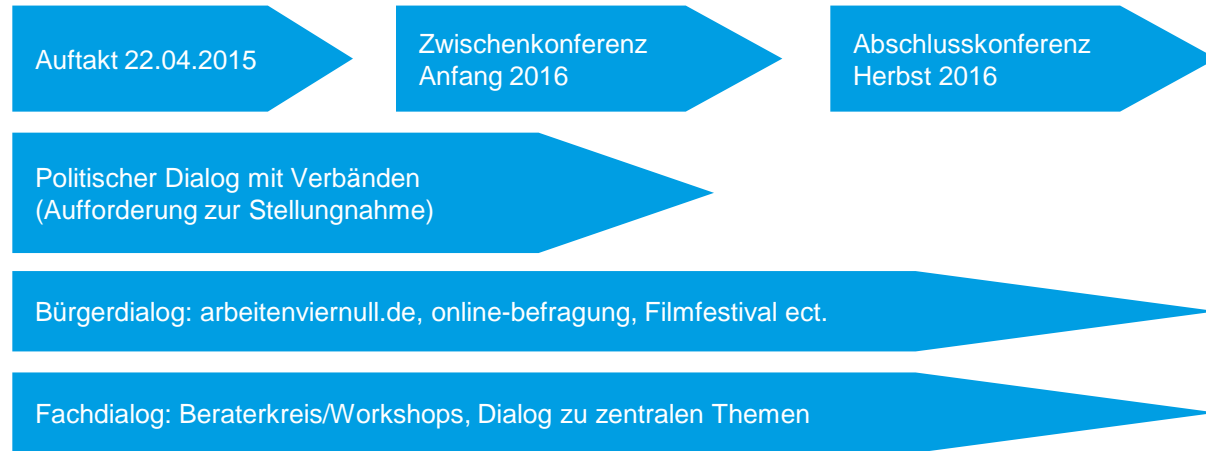 Auftakt 22.04.2015
Zwischenkonferenz
Anfang 2016
Abschlusskonferenz
Herbst 2016
Politischer Dialog mit Verbänden
(Aufforderung zur Stellungnahme)
Bürgerdialog: arbeitenviernull.de, online-befragung, Filmfestival ect.
Fachdialog: Beraterkreis/Workshops, Dialog zu zentralen Themen